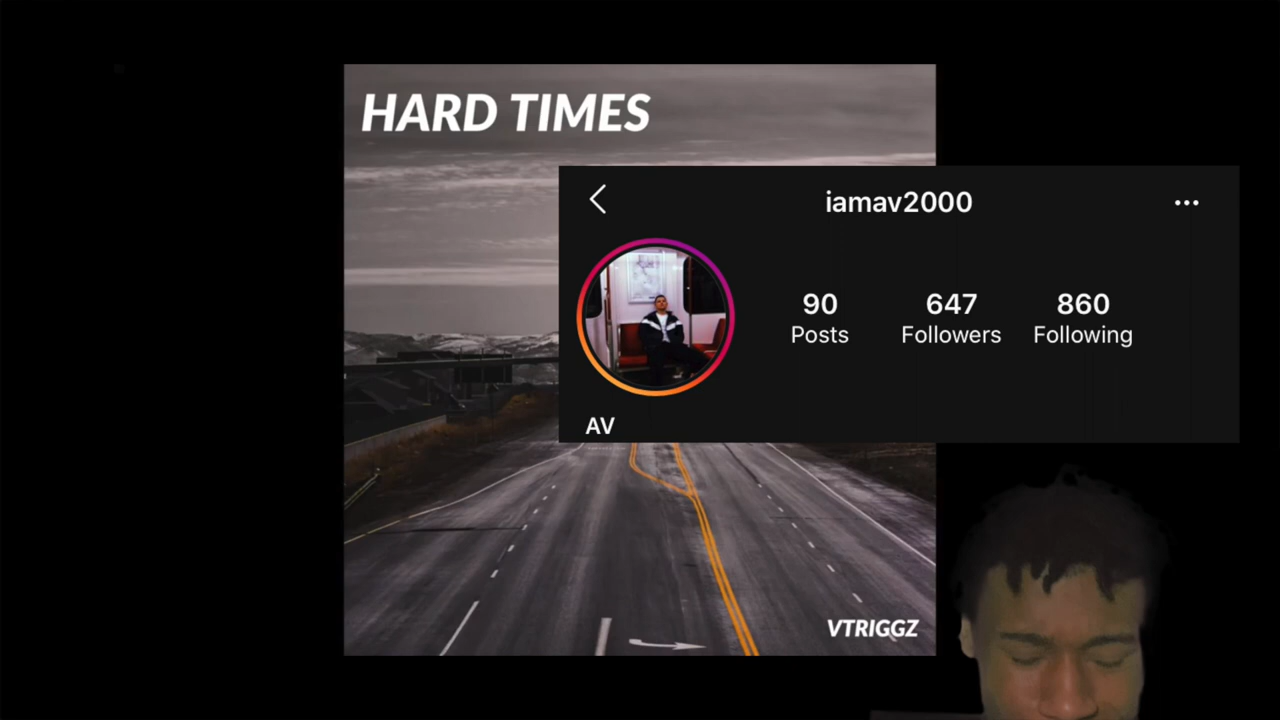 HARD TIMES
iamav2000
90 647 860
Posts Followers Following
AV
VTRIGGZ